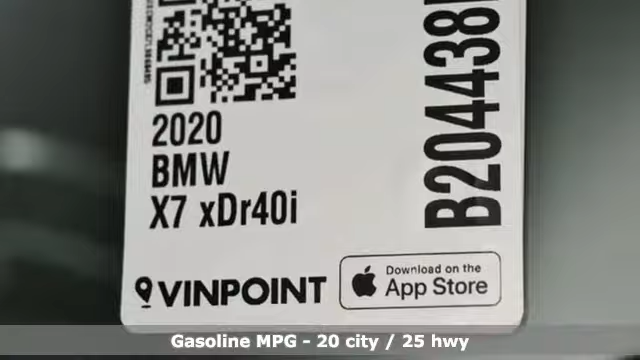 2020
BMW
X7 xDr40i
B204438
VINPOINT
Download on the
App Store
Gasoline MPG - 20 city / 25 hwy